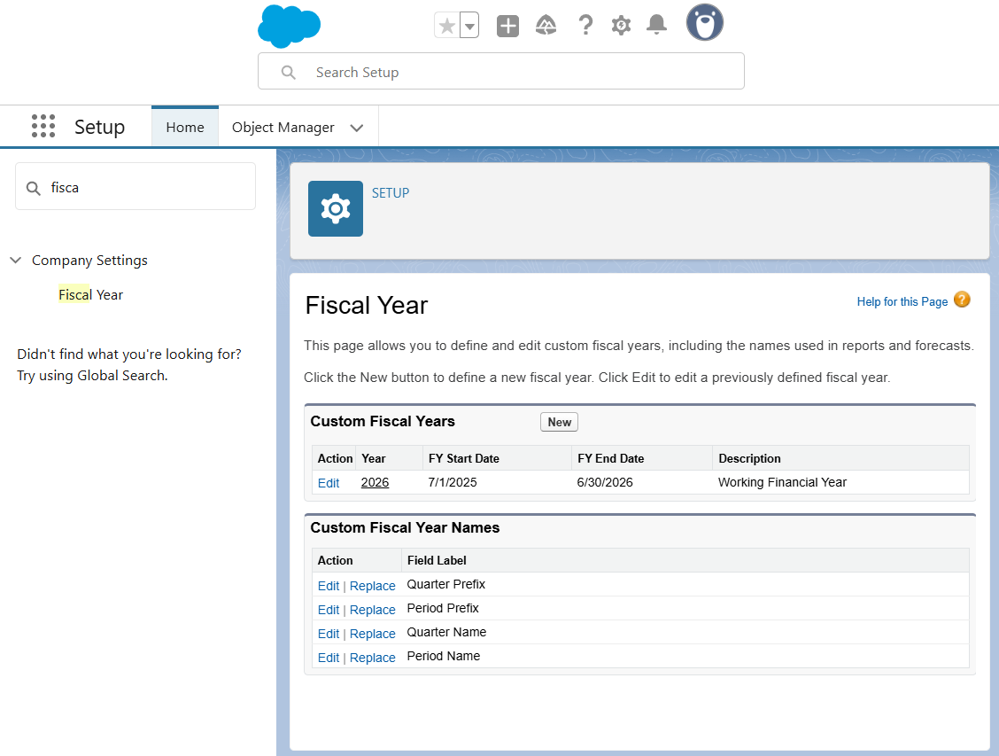 Search Setup
Setup
Home
Object Manager
fisca
SETUP
Company Settings
Fiscal Year
Didn't find what you're looking for?
Try using Global Search.
Fiscal Year
Help for this Page ?
This page allows you to define and edit custom fiscal years, including the names used in reports and forecasts.
Click the New button to define a new fiscal year. Click Edit to edit a previously defined fiscal year.
Custom Fiscal Years New
Action Year FY Start Date FY End Date Description
Edit 2026 7/1/2025 6/30/2026 Working Financial Year
Custom Fiscal Year Names
Action Field Label
Edit | Replace Quarter Prefix
Edit | Replace Period Prefix
Edit | Replace Quarter Name
Edit | Replace Period Name